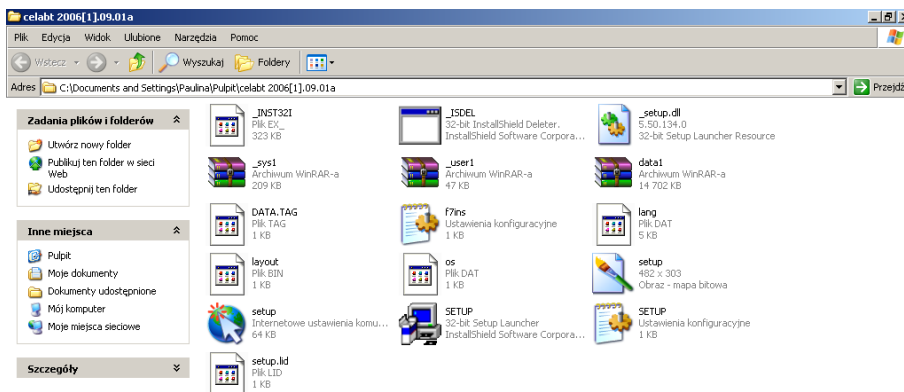 celabt 2006[1].09.01a
Plik Edycja Widok Ulubione Narzędzia Pomoc
Wstecz Wyszukaj Foldery
Adres C:\Documents and Settings\Paulina\Pulpit\celabt 2006[1].09.01a Przejdź
Zadania plików i folderów
Utwórz nowy folder
Publikuj ten folder w sieci
Web
Udostępnij ten folder
Inne miejsca
Pulpit
Moje dokumenty
Dokumenty udostępnione
Mój komputer
Moje miejsca sieciowe
Szczegóły
_INST32I
Plik EX_
323 KB
_ISDEL
32-bit InstallShield Deleter.
InstallShield Software Corpora...
_setup.dll
5.50.134.0
32-bit Setup Launcher Resource
_sys1
Archiwum WinRAR-a
209 KB
_user1
Archiwum WinRAR-a
47 KB
data1
Archiwum WinRAR-a
14 702 KB
DATA.TAG
Plik TAG
1 KB
f7ins
Ustawienia konfiguracyjne
1 KB
lang
Plik DAT
5 KB
layout
Plik BIN
1 KB
os
Plik DAT
1 KB
setup
482 x 303
Obraz - mapa bitowa
setup
Internetowe ustawienia komu...
64 KB
SETUP
32-bit Setup Launcher
InstallShield Software Corpora...
SETUP
Ustawienia konfiguracyjne
1 KB
setup.lid
Plik LID
1 KB